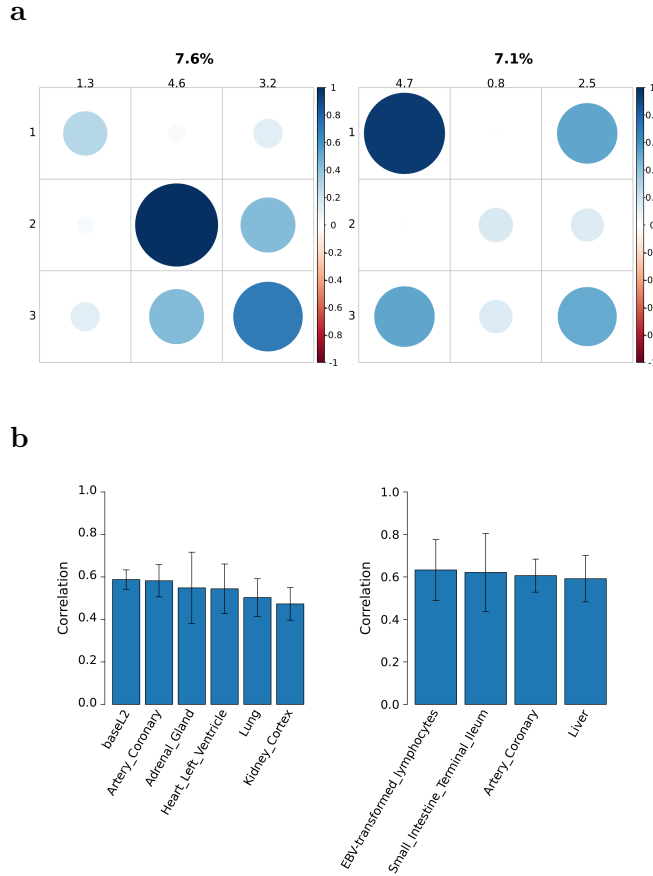 a
7.6%
7.1%
1.3 4.6 3.2
4.7 0.8 2.5
1
2
3
1
0.8
0.6
0.4
0.2
0
-0.2
-0.4
-0.6
-0.8
-1
1
2
3
b
1.0
0.8
0.6
0.4
0.2
0.0
Correlation
baseL2
Artery_Coronary
Adrenal_Gland
Heart_Left_Ventricle
Lung
Kidney_Cortex
1.0
0.8
0.6
0.4
0.2
0.0
Correlation
EBV-transformed_lymphocytes
Small_Intestine_Terminal_Ileum
Artery_Coronary
Liver